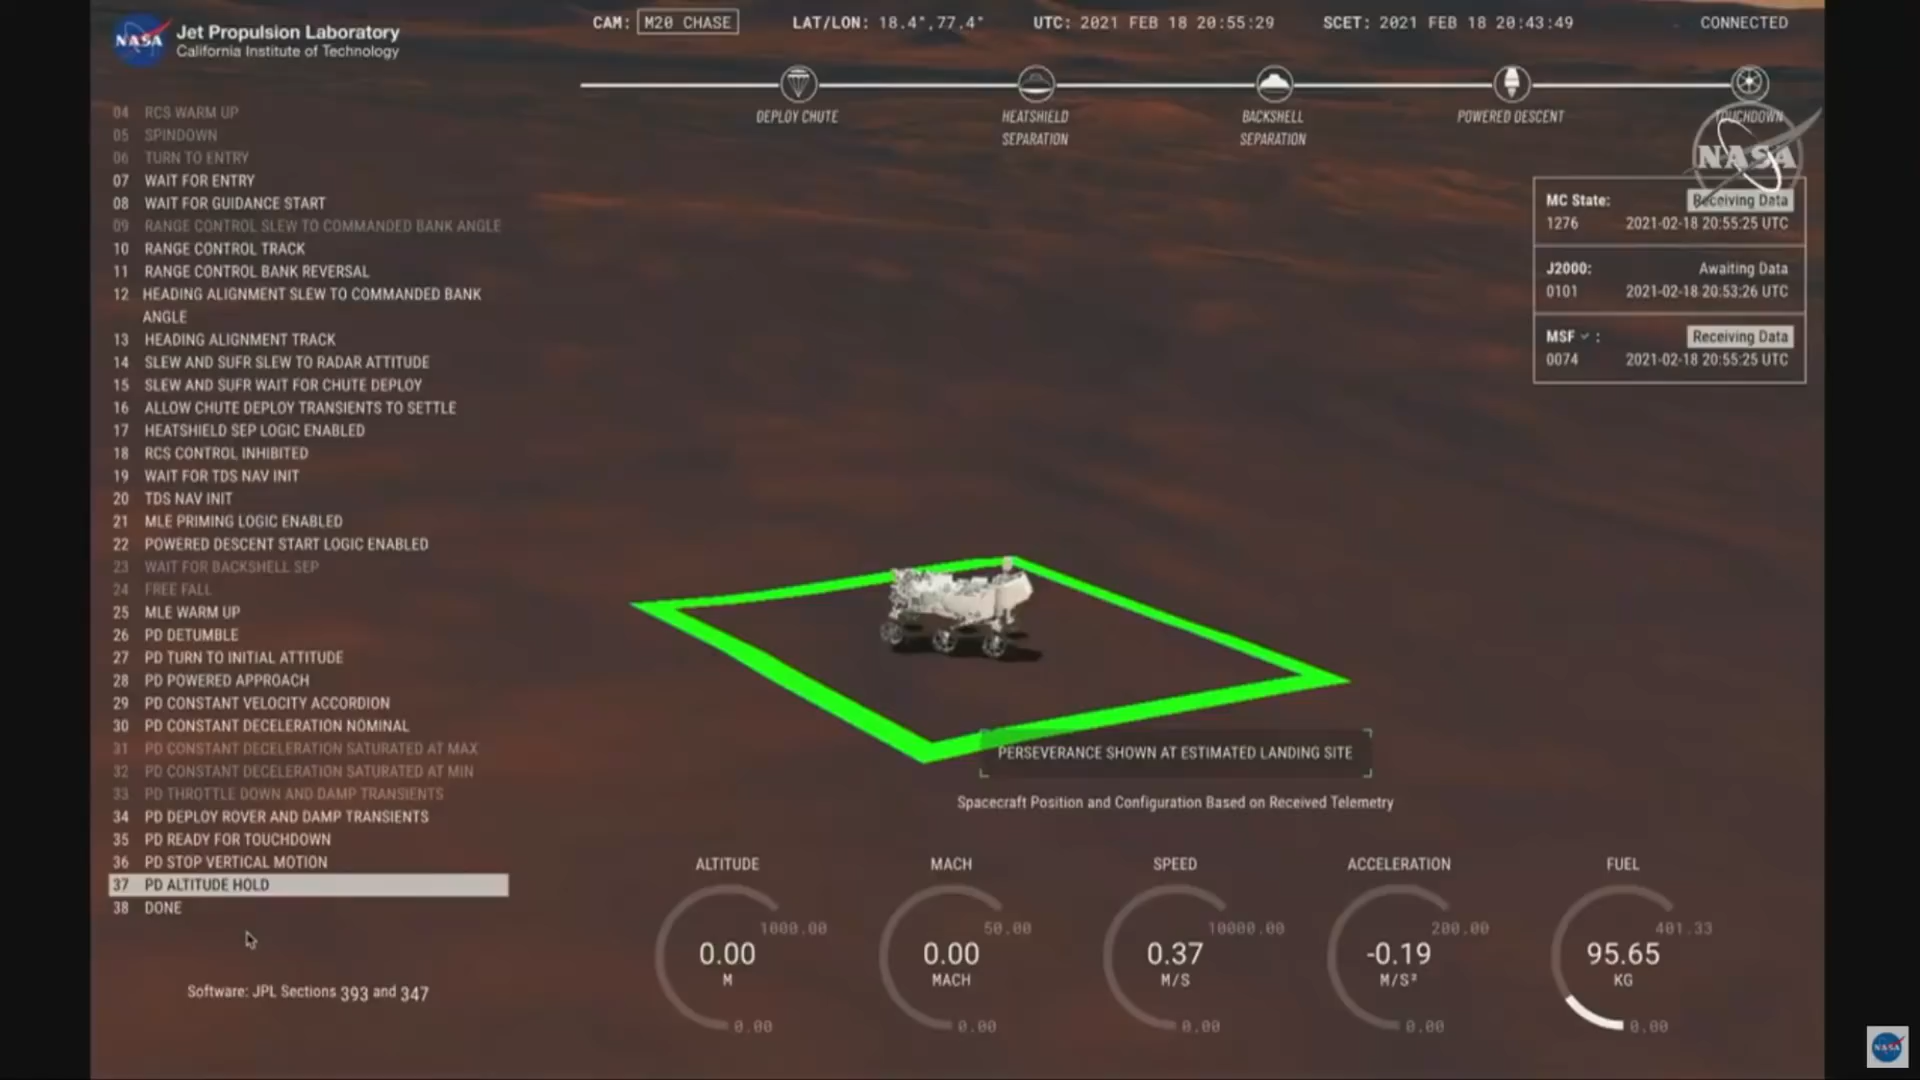 NASA
Jet Propulsion Laboratory
California Institute of Technology
CAM: M20 CHASE
LAT/LON: 18.4°,77.4°
UTC: 2021 FEB 18 20:55:29
SCET: 2021 FEB 18 20:43:49
CONNECTED
DEPLOY CHUTE
HEATSHIELD
SEPARATION
BACKSHELL
SEPARATION
POWERED DESCENT
TOUCHDOWN
NASA
04 RCS WARM UP
05 SPINDOWN
06 TURN TO ENTRY
07 WAIT FOR ENTRY
08 WAIT FOR GUIDANCE START
09 RANGE CONTROL SLEW TO COMMANDED BANK ANGLE
10 RANGE CONTROL TRACK
11 RANGE CONTROL BANK REVERSAL
12 HEADING ALIGNMENT SLEW TO COMMANDED BANK
ANGLE
13 HEADING ALIGNMENT TRACK
14 SLEW AND SUFR SLEW TO RADAR ATTITUDE
15 SLEW AND SUFR WAIT FOR CHUTE DEPLOY
16 ALLOW CHUTE DEPLOY TRANSIENTS TO SETTLE
17 HEATSHIELD SEP LOGIC ENABLED
18 RCS CONTROL INHIBITED
19 WAIT FOR TDS NAV INIT
20 TDS NAV INIT
21 MLE PRIMING LOGIC ENABLED
22 POWERED DESCENT START LOGIC ENABLED
23 WAIT FOR BACKSHELL SEP
24 FREE FALL
25 MLE WARM UP
26 PD DETUMBLE
27 PD TURN TO INITIAL ATTITUDE
28 PD POWERED APPROACH
29 PD CONSTANT VELOCITY ACCORDION
30 PD CONSTANT DECELERATION NOMINAL
31 PD CONSTANT DECELERATION SATURATED AT MAX
32 PD CONSTANT DECELERATION SATURATED AT MIN
33 PD THROTTLE DOWN AND DAMP TRANSIENTS
34 PD DEPLOY ROVER AND DAMP TRANSIENTS
35 PD READY FOR TOUCHDOWN
36 PD STOP VERTICAL MOTION
37 PD ALTITUDE HOLD
38 DONE
Software: JPL Sections 393 and 347
MC State: Receiving Data
1276 2021-02-18 20:55:25 UTC
J2000: Awaiting Data
0101 2021-02-18 20:53:26 UTC
MSF : Receiving Data
0074 2021-02-18 20:55:25 UTC
PERSEVERANCE SHOWN AT ESTIMATED LANDING SITE
Spacecraft Position and Configuration Based on Received Telemetry
ALTITUDE
1000.00
0.00
M
0.00
MACH
50.00
0.00
MACH
0.00
SPEED
10000.00
0.37
M/S
0.00
ACCELERATION
200.00
-0.19
M/S²
0.00
FUEL
401.33
95.65
KG
0.00
NASA